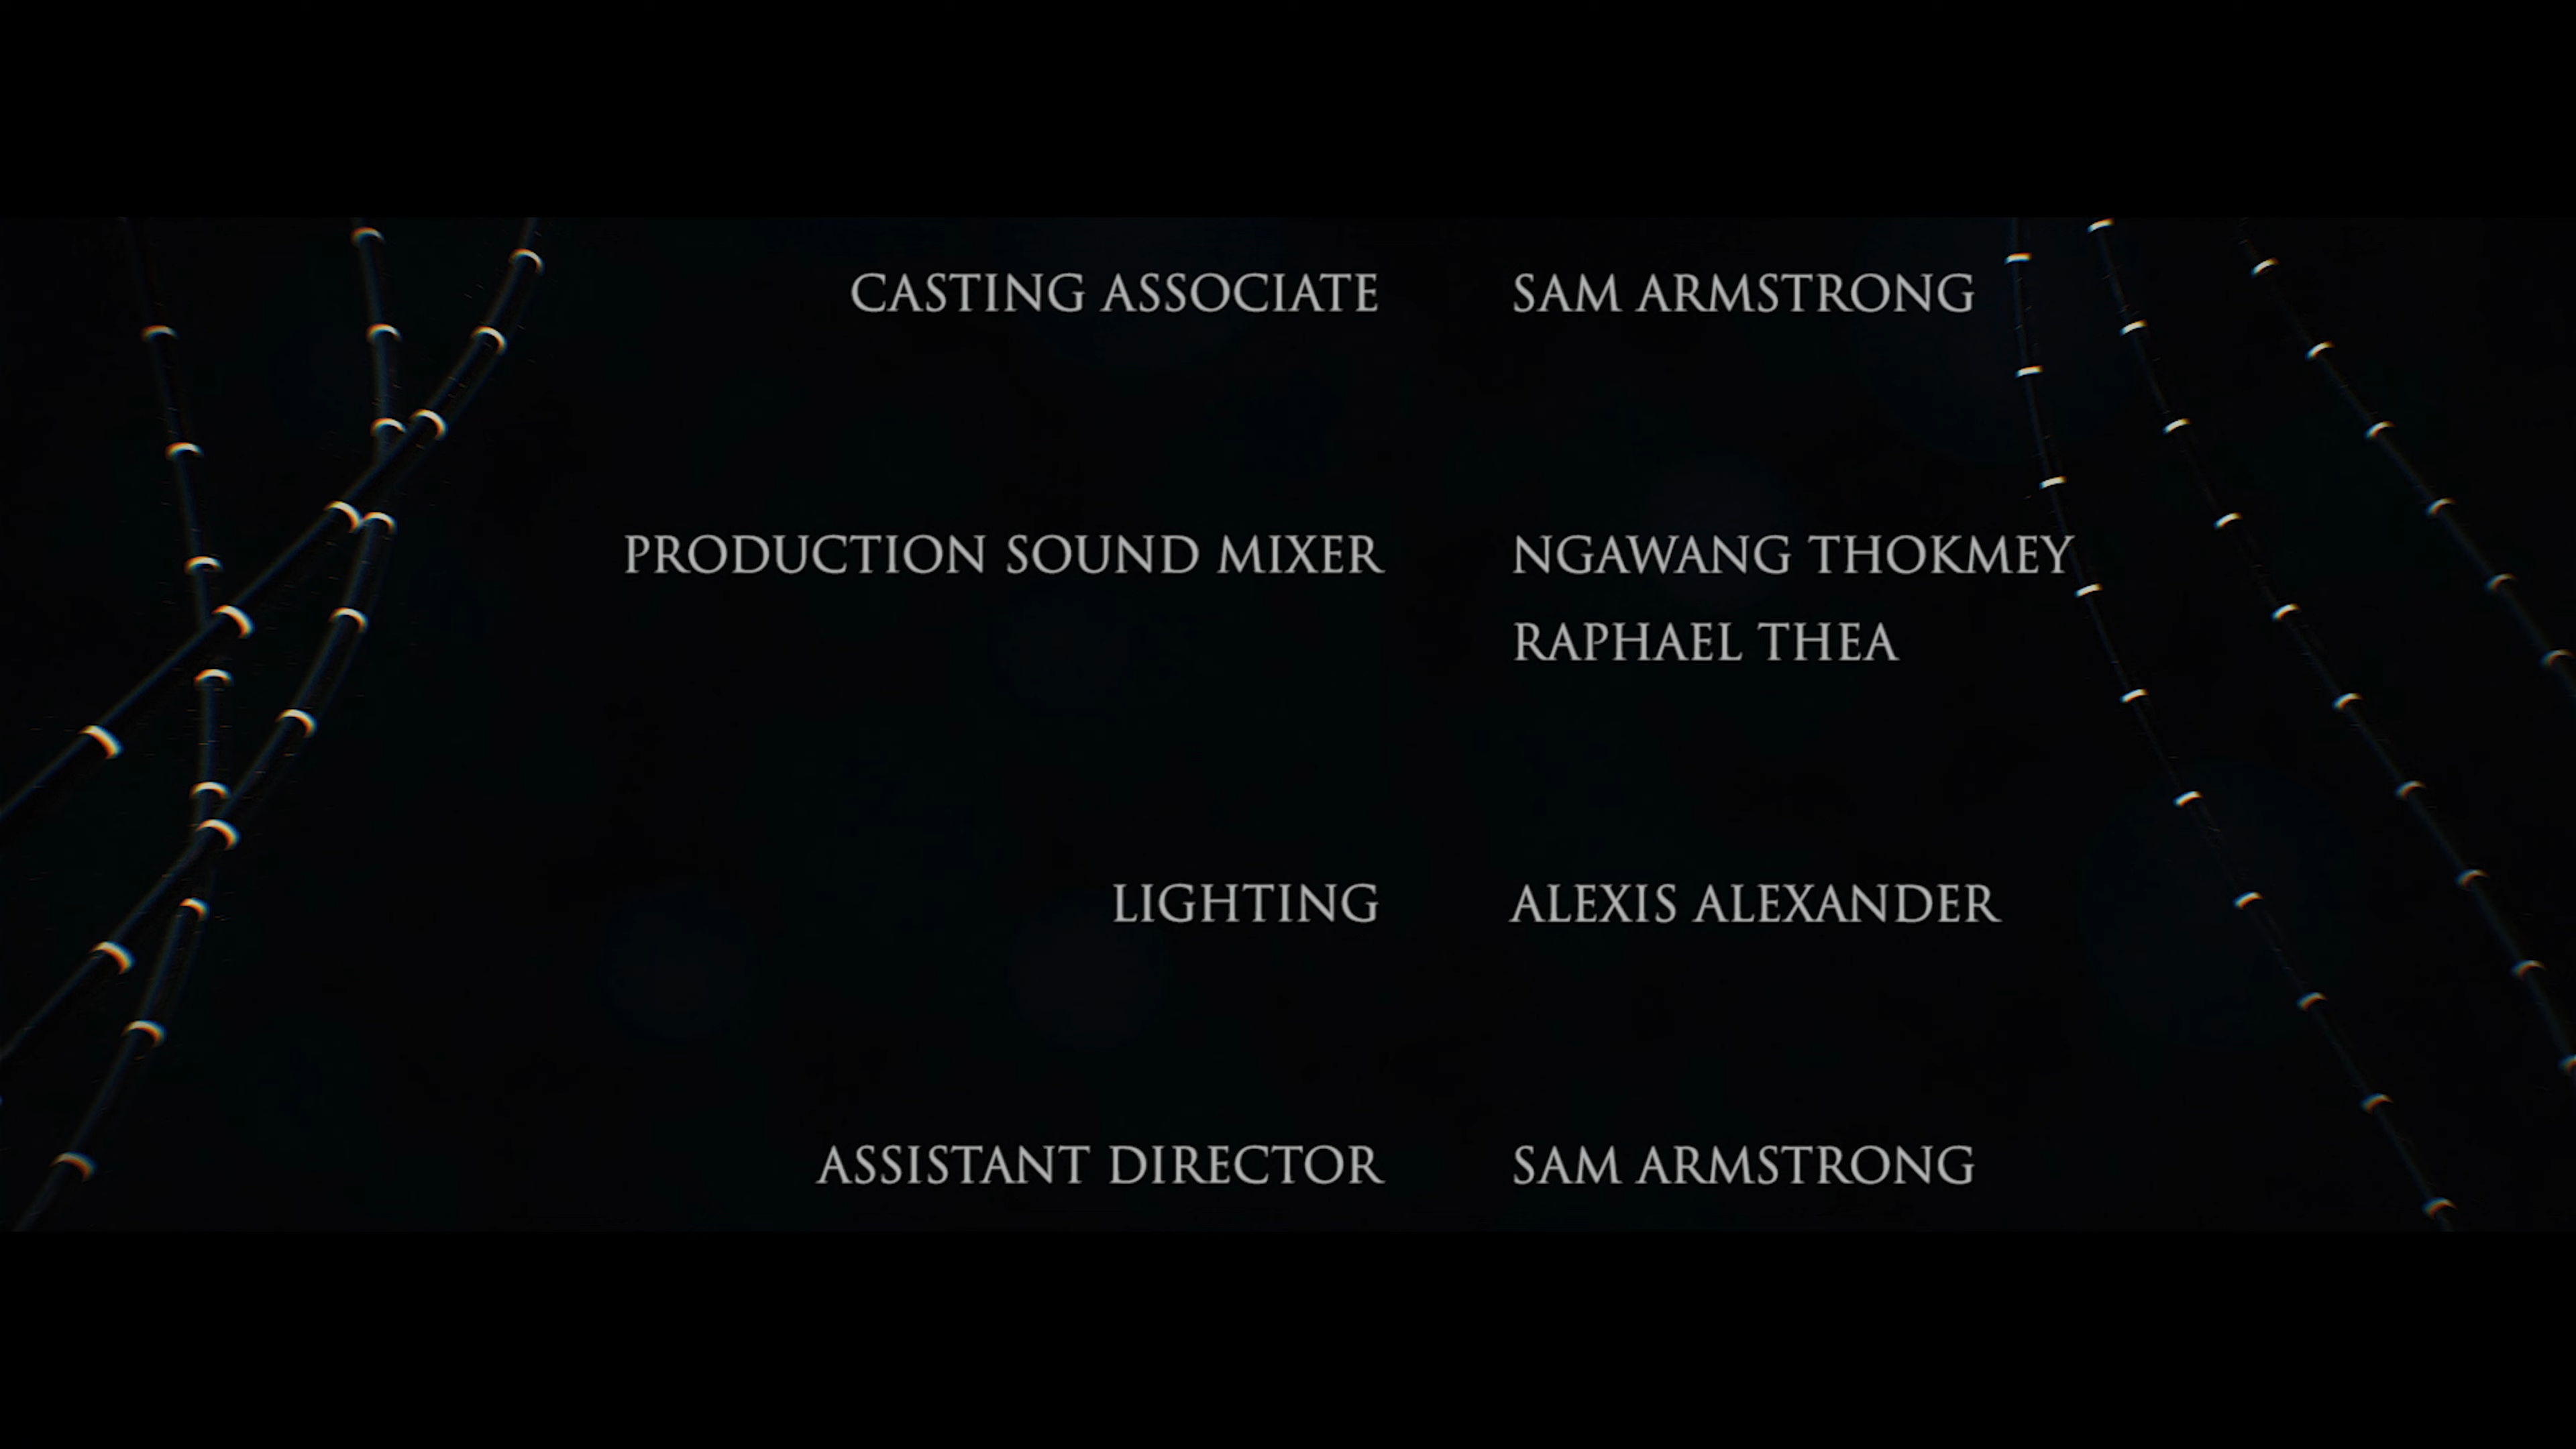 CASTING ASSOCIATE SAM ARMSTRONG
PRODUCTION SOUND MIXER NGAWANG THOKMEY
RAPHAEL THEA
LIGHTING ALEXIS ALEXANDER
ASSISTANT DIRECTOR SAM ARMSTRONG